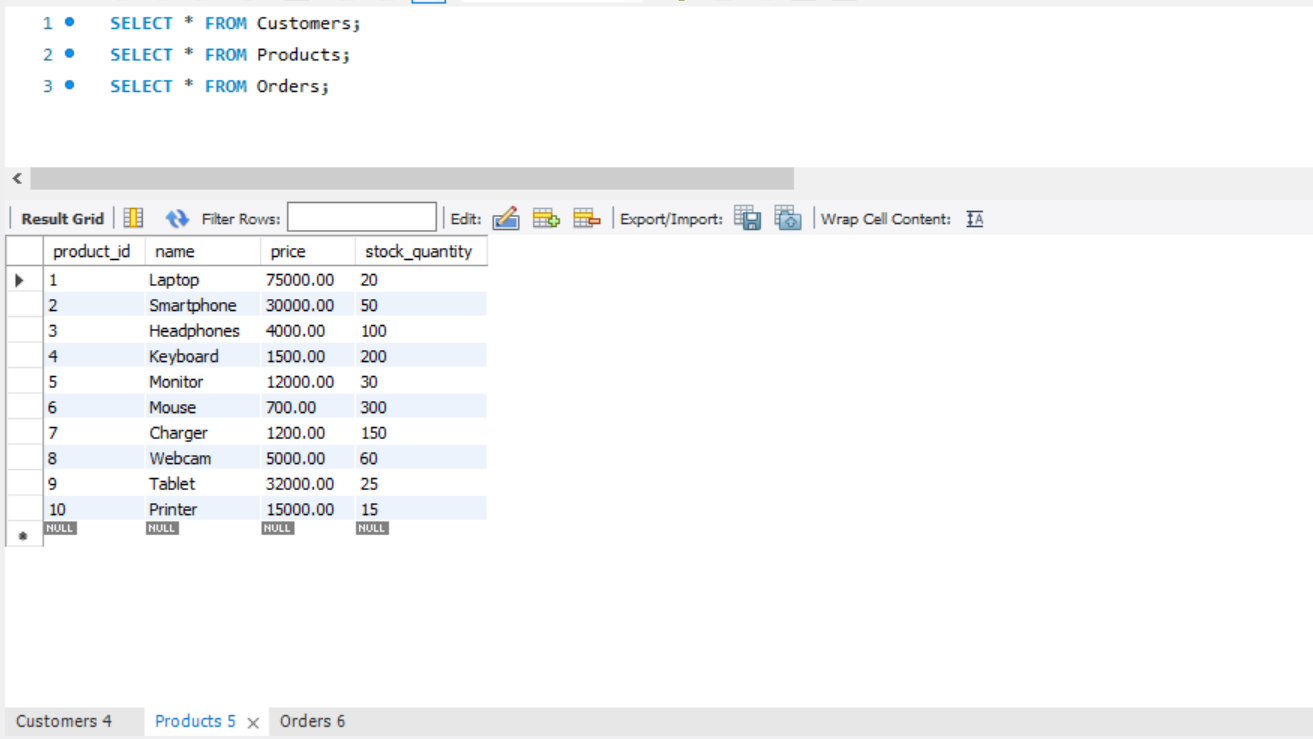 1 SELECT * FROM Customers;
2 SELECT * FROM Products;
3 SELECT * FROM Orders;
Result Grid Filter Rows: Edit: Export/Import: Wrap Cell Content: IA
product_id name price stock_quantity
1 Laptop 75000.00 20
2 Smartphone 30000.00 50
3 Headphones 4000.00 100
4 Keyboard 1500.00 200
5 Monitor 12000.00 30
6 Mouse 700.00 300
7 Charger 1200.00 150
8 Webcam 5000.00 60
9 Tablet 32000.00 25
10 Printer 15000.00 15
NULL NULL NULL NULL
Customers 4 Products 5 Orders 6